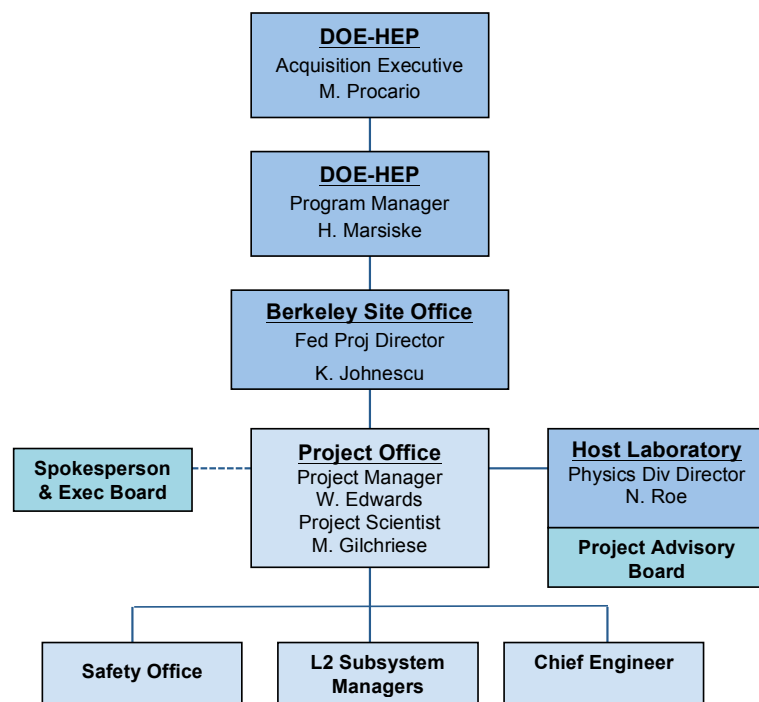 DOE-HEP
Acquisition Executive
M. Procario
DOE-HEP
Program Manager
H. Marsiske
Berkeley Site Office
Fed Proj Director
K. Johnescu
Spokesperson
& Exec Board
Project Office
Project Manager
W. Edwards
Project Scientist
M. Gilchriese
Host Laboratory
Physics Div Director
N. Roe
Project Advisory
Board
Safety Office
L2 Subsystem
Managers
Chief Engineer